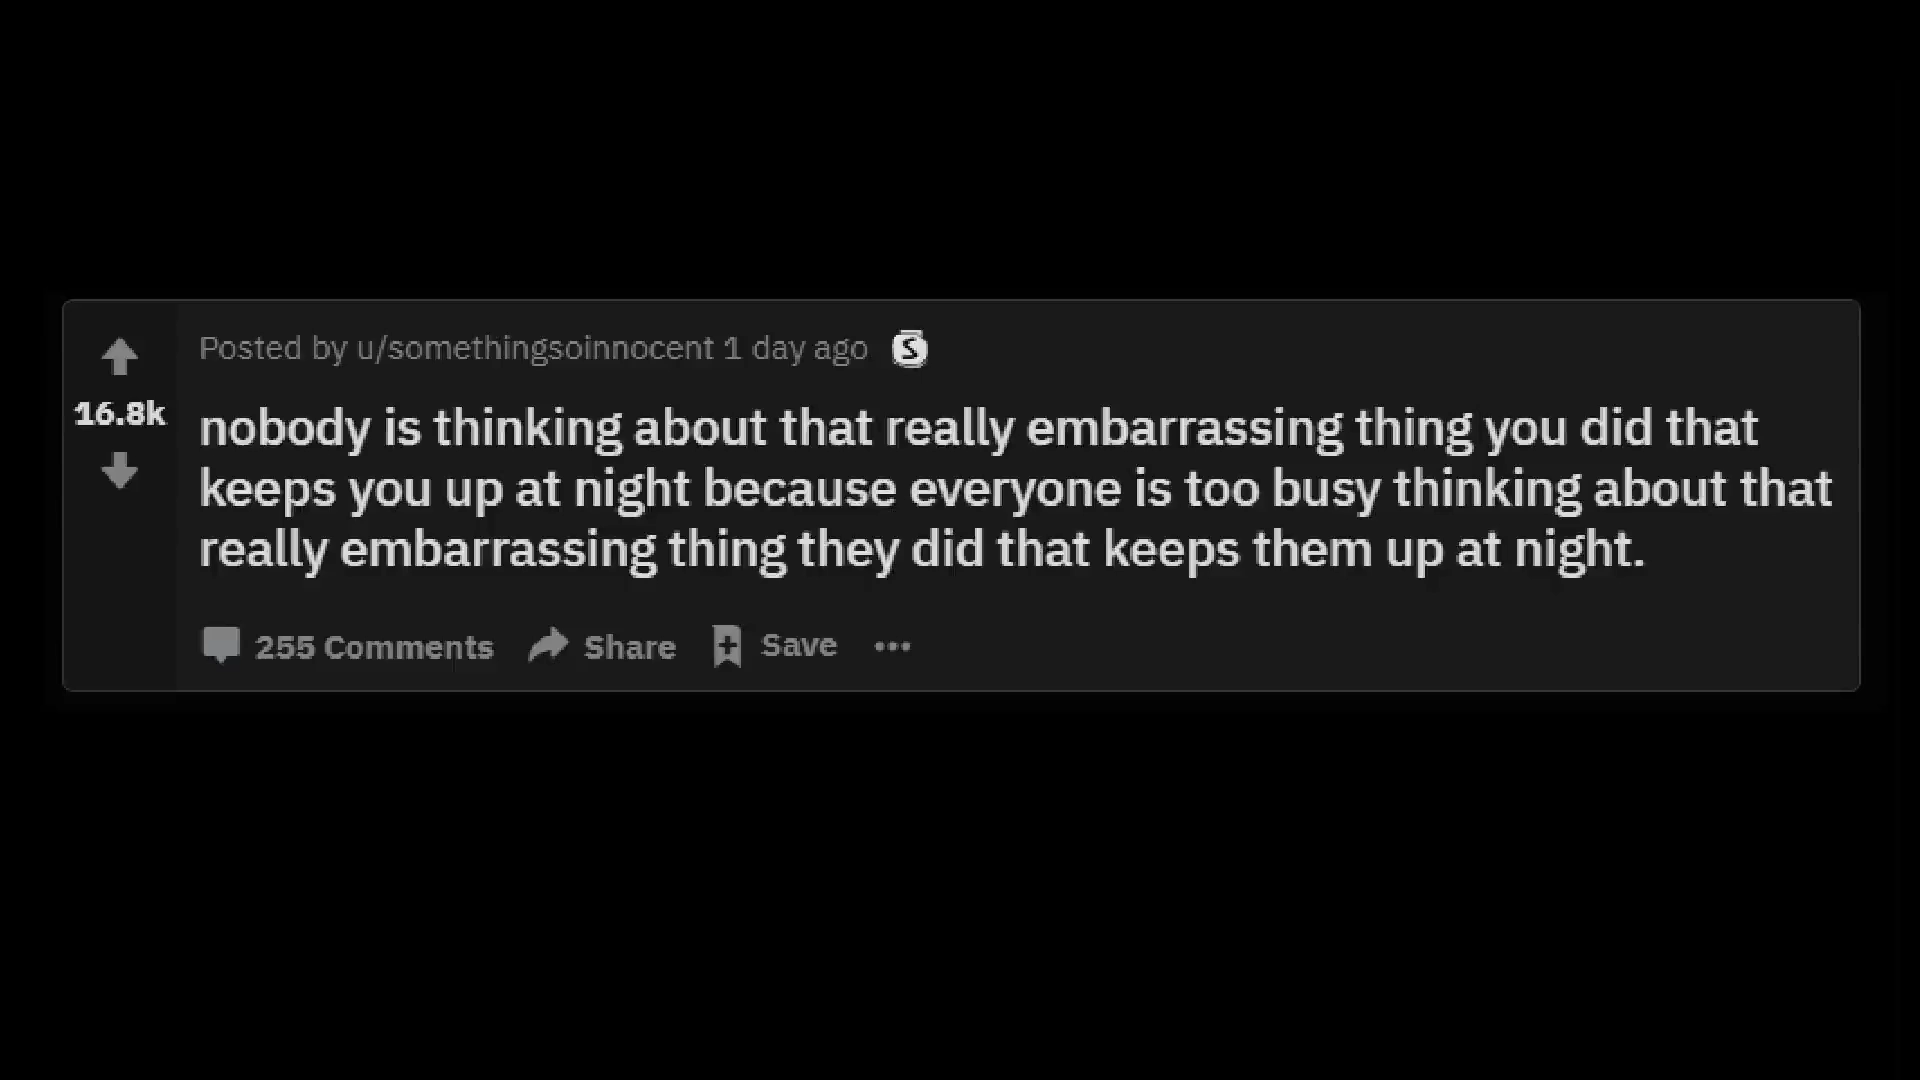 Posted by u/somethingsoinnocent 1 day ago S
16.8k
nobody is thinking about that really embarrassing thing you did that
keeps you up at night because everyone is too busy thinking about that
really embarrassing thing they did that keeps them up at night.
255 Comments Share Save